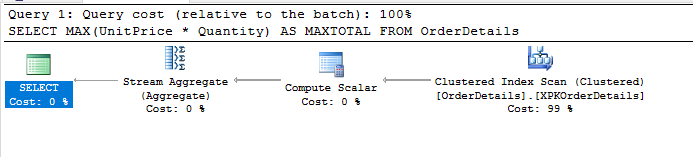 Query 1: Query cost (relative to the batch): 100%
SELECT MAX(UnitPrice * Quantity) AS MAXTOTAL FROM OrderDetails
SELECT
Cost: 0 %
Stream Aggregate
(Aggregate)
Cost: 0 %
Compute Scalar
Cost: 0 %
Clustered Index Scan (Clustered)
[OrderDetails].[XPKOrderDetails]
Cost: 99 %